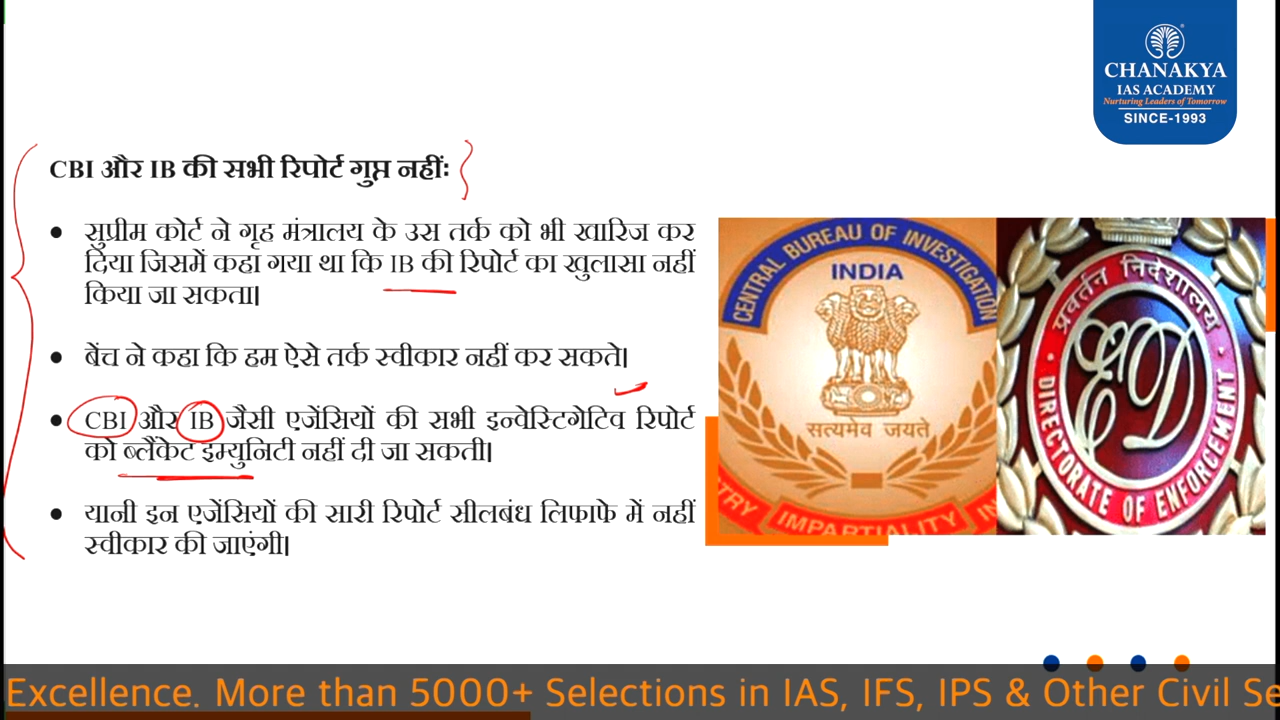 CHANAKYA
IAS ACADEMY
Nurturing Leaders of Tomorrow
SINCE-1993
CBI और IB की सभी रिपोर्ट गुप्त नहीं:
• सुप्रीम कोर्ट ने गृह मंत्रालय के उस तर्क को भी खारिज कर
दिया जिसमें कहा गया था कि IB की रिपोर्ट का खुलासा नहीं
किया जा सकता।
• बेंच ने कहा कि हम ऐसे तर्क स्वीकार नहीं कर सकते।
• CBI और IB जैसी एजेंसियों की सभी इन्वेस्टिगेटिव रिपोर्ट
को ब्लैंकेट इम्युनिटी नहीं दी जा सकती।
• यानी इन एजेंसियों की सारी रिपोर्ट सीलबंध लिफाफे में नहीं
स्वीकार की जाएंगी।
CENTRAL BUREAU OF INVESTIGATION
INDIA
सत्यमेव जयते
IMPARTIALITY
प्रवर्तन निदेशालय
ED
DIRECTORATE OF ENFORCEMENT
Excellence. More than 5000+ Selections in IAS, IFS, IPS & Other Civil Se